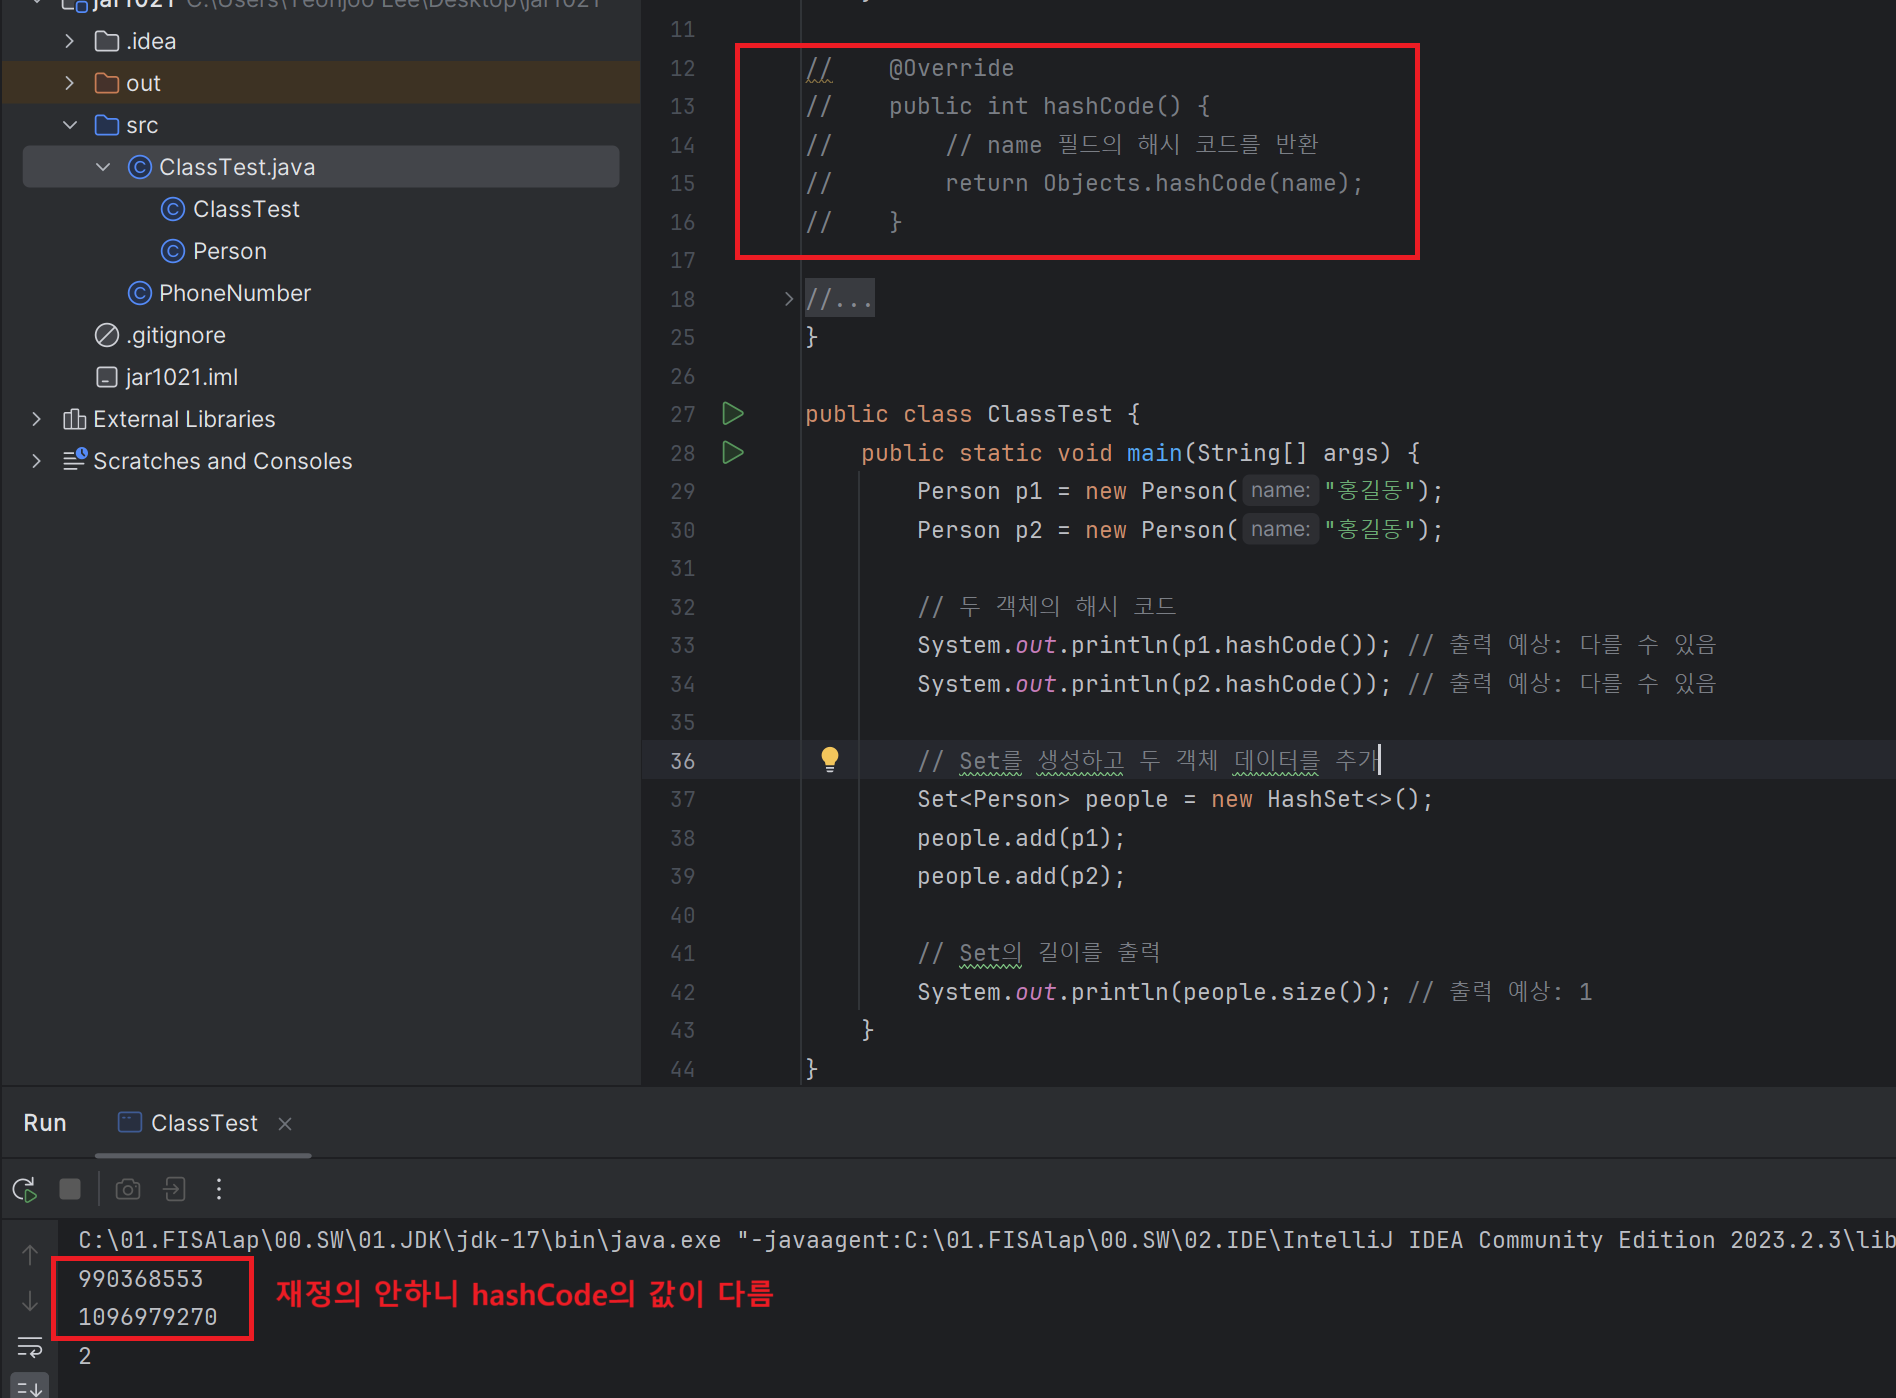 jar1021 C:\Users\Yeonjoo Lee\Desktop\jar1021
.idea
out
src
ClassTest.java
ClassTest
Person
PhoneNumber
.gitignore
jar1021.iml
External Libraries
Scratches and Consoles
11
12 //    @Override
13 //    public int hashCode() {
14 //        // name 필드의 해시 코드를 반환
15 //        return Objects.hashCode(name);
16 //    }
17
18 //...
25 }
26
27 public class ClassTest {
28     public static void main(String[] args) {
29         Person p1 = new Person( name: "홍길동");
30         Person p2 = new Person( name: "홍길동");
31
32         // 두 객체의 해시 코드
33         System.out.println(p1.hashCode()); // 출력 예상: 다를 수 있음
34         System.out.println(p2.hashCode()); // 출력 예상: 다를 수 있음
35
36         // Set를 생성하고 두 객체 데이터를 추가
37         Set<Person> people = new HashSet<>();
38         people.add(p1);
39         people.add(p2);
40
41         // Set의 길이를 출력
42         System.out.println(people.size()); // 출력 예상: 1
43     }
44 }
Run ClassTest
C:\01.FISAlap\00.SW\01.JDK\jdk-17\bin\java.exe "-javaagent:C:\01.FISAlap\00.SW\02.IDE\IntelliJ IDEA Community Edition 2023.2.3\lib
990368553
1096979270
재정의 안하니 hashCode의 값이 다름
2